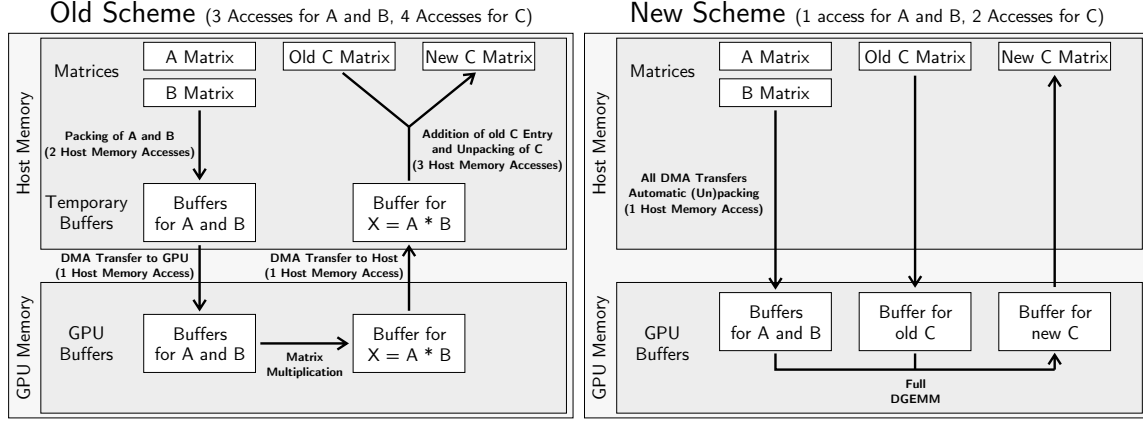 Old Scheme (3 Accesses for A and B, 4 Accesses for C)
Host Memory
Matrices
A Matrix
B Matrix
Old C Matrix
New C Matrix
Packing of A and B
(2 Host Memory Accesses)
Addition of old C Entry
and Unpacking of C
(3 Host Memory Accesses)
Temporary
Buffers
Buffers
for A and B
Buffer for
X = A * B
DMA Transfer to GPU
(1 Host Memory Access)
DMA Transfer to Host
(1 Host Memory Access)
GPU Memory
GPU
Buffers
Buffers
for A and B
Matrix
Multiplication
Buffer for
X = A * B
New Scheme (1 access for A and B, 2 Accesses for C)
Host Memory
Matrices
A Matrix
B Matrix
Old C Matrix
New C Matrix
All DMA Transfers
Automatic (Un)packing
(1 Host Memory Access)
GPU Memory
GPU
Buffers
Buffers
for A and B
Buffer for
old C
Buffer for
new C
Full
DGEMM